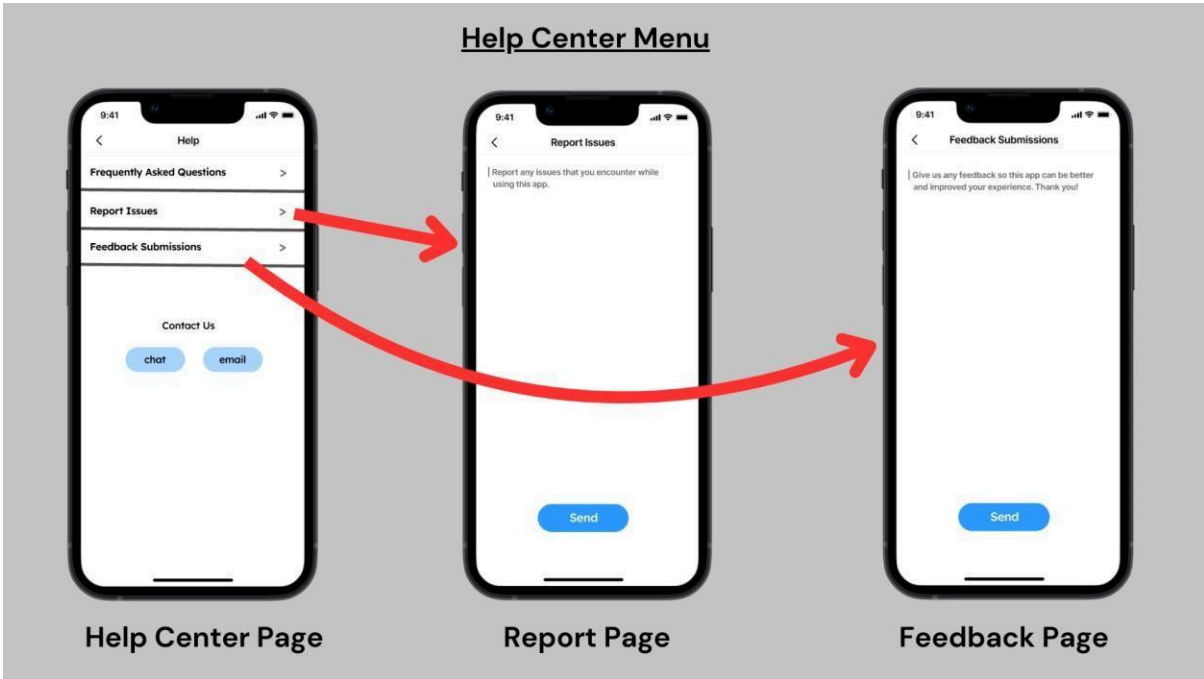 Help Center Menu
9:41
Help
Frequently Asked Questions >
Report Issues >
Feedback Submissions >
Contact Us
chat email
Help Center Page
9:41
Report Issues
Report any issues that you encounter while
using this app.
Send
Report Page
9:41
Feedback Submissions
Give us any feedback so this app can be better
and improved your experience. Thank you!
Send
Feedback Page